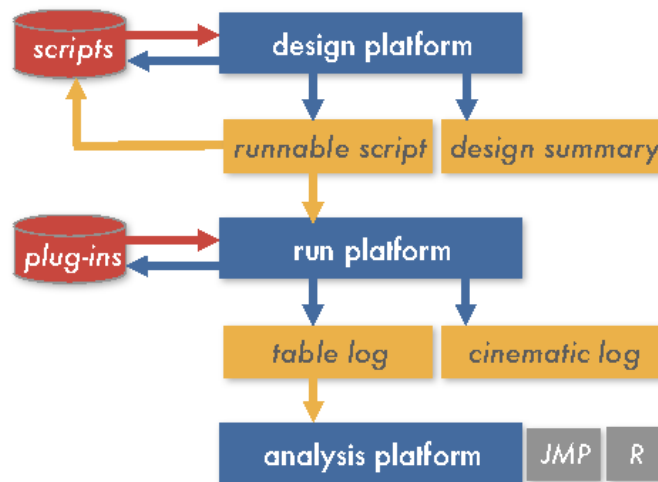 scripts
design platform
runnable script
design summary
plug-ins
run platform
table log
cinematic log
analysis platform
JMP
R